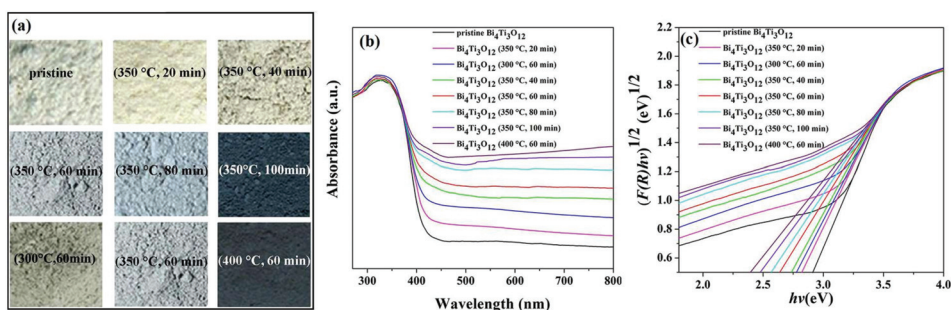 (a)
pristine
(350 °C, 20 min)
(350 °C, 40 min)
(350 °C, 60 min)
(350 °C, 80 min)
(350°C, 100min)
(300°C,60min)
(350 °C, 60 min)
(400 °C, 60 min)
(b)
pristine Bi4Ti3O12
Bi4Ti3O12 (350 °C, 20 min)
Bi4Ti3O12 (300 °C, 60 min)
Bi4Ti3O12 (350 °C, 40 min)
Bi4Ti3O12 (350 °C, 60 min)
Bi4Ti3O12 (350 °C, 80 min)
Bi4Ti3O12 (350 °C, 100 min)
Bi4Ti3O12 (400 °C, 60 min)
Absorbance (a.u.)
300 400 500 600 700 800
Wavelength (nm)
(c)
pristine Bi4Ti3O12
Bi4Ti3O12 (350 °C, 20 min)
Bi4Ti3O12 (300 °C, 60 min)
Bi4Ti3O12 (350 °C, 40 min)
Bi4Ti3O12 (350 °C, 60 min)
Bi4Ti3O12 (350 °C, 80 min)
Bi4Ti3O12 (350 °C, 100 min)
Bi4Ti3O12 (400 °C, 60 min)
(F(R)hv)1/2 (eV)1/2
2.0
1.8
1.6
1.4
1.2
1.0
0.8
0.6
2.0 2.5 3.0 3.5 4.0
hv(eV)